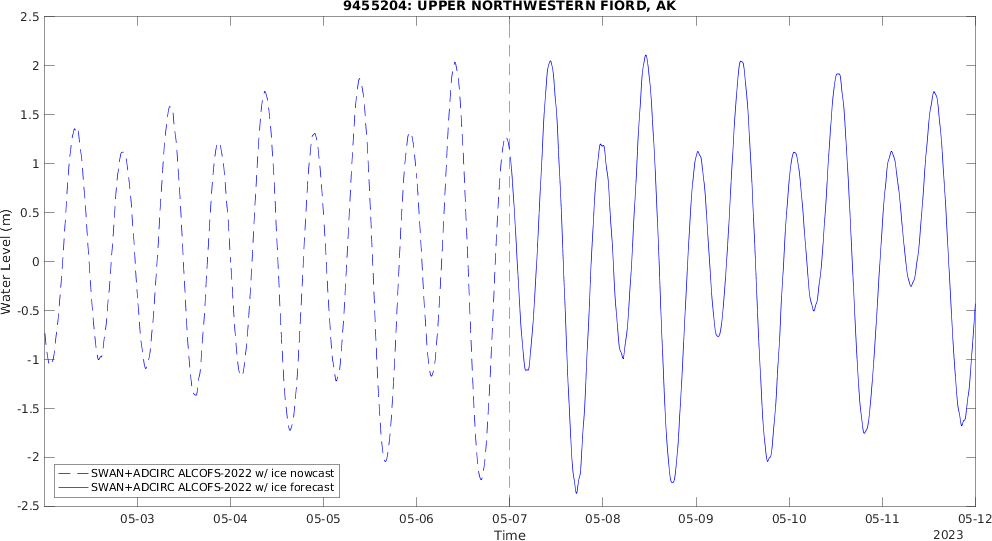 9455204: UPPER NORTHWESTERN FIORD, AK
2.5
2
1.5
1
0.5
0
-0.5
-1
-1.5
-2
-2.5
Water Level (m)
SWAN+ADCIRC ALCOFS-2022 w/ ice nowcast
SWAN+ADCIRC ALCOFS-2022 w/ ice forecast
05-03 05-04 05-05 05-06 05-07 05-08 05-09 05-10 05-11 05-12
Time
2023